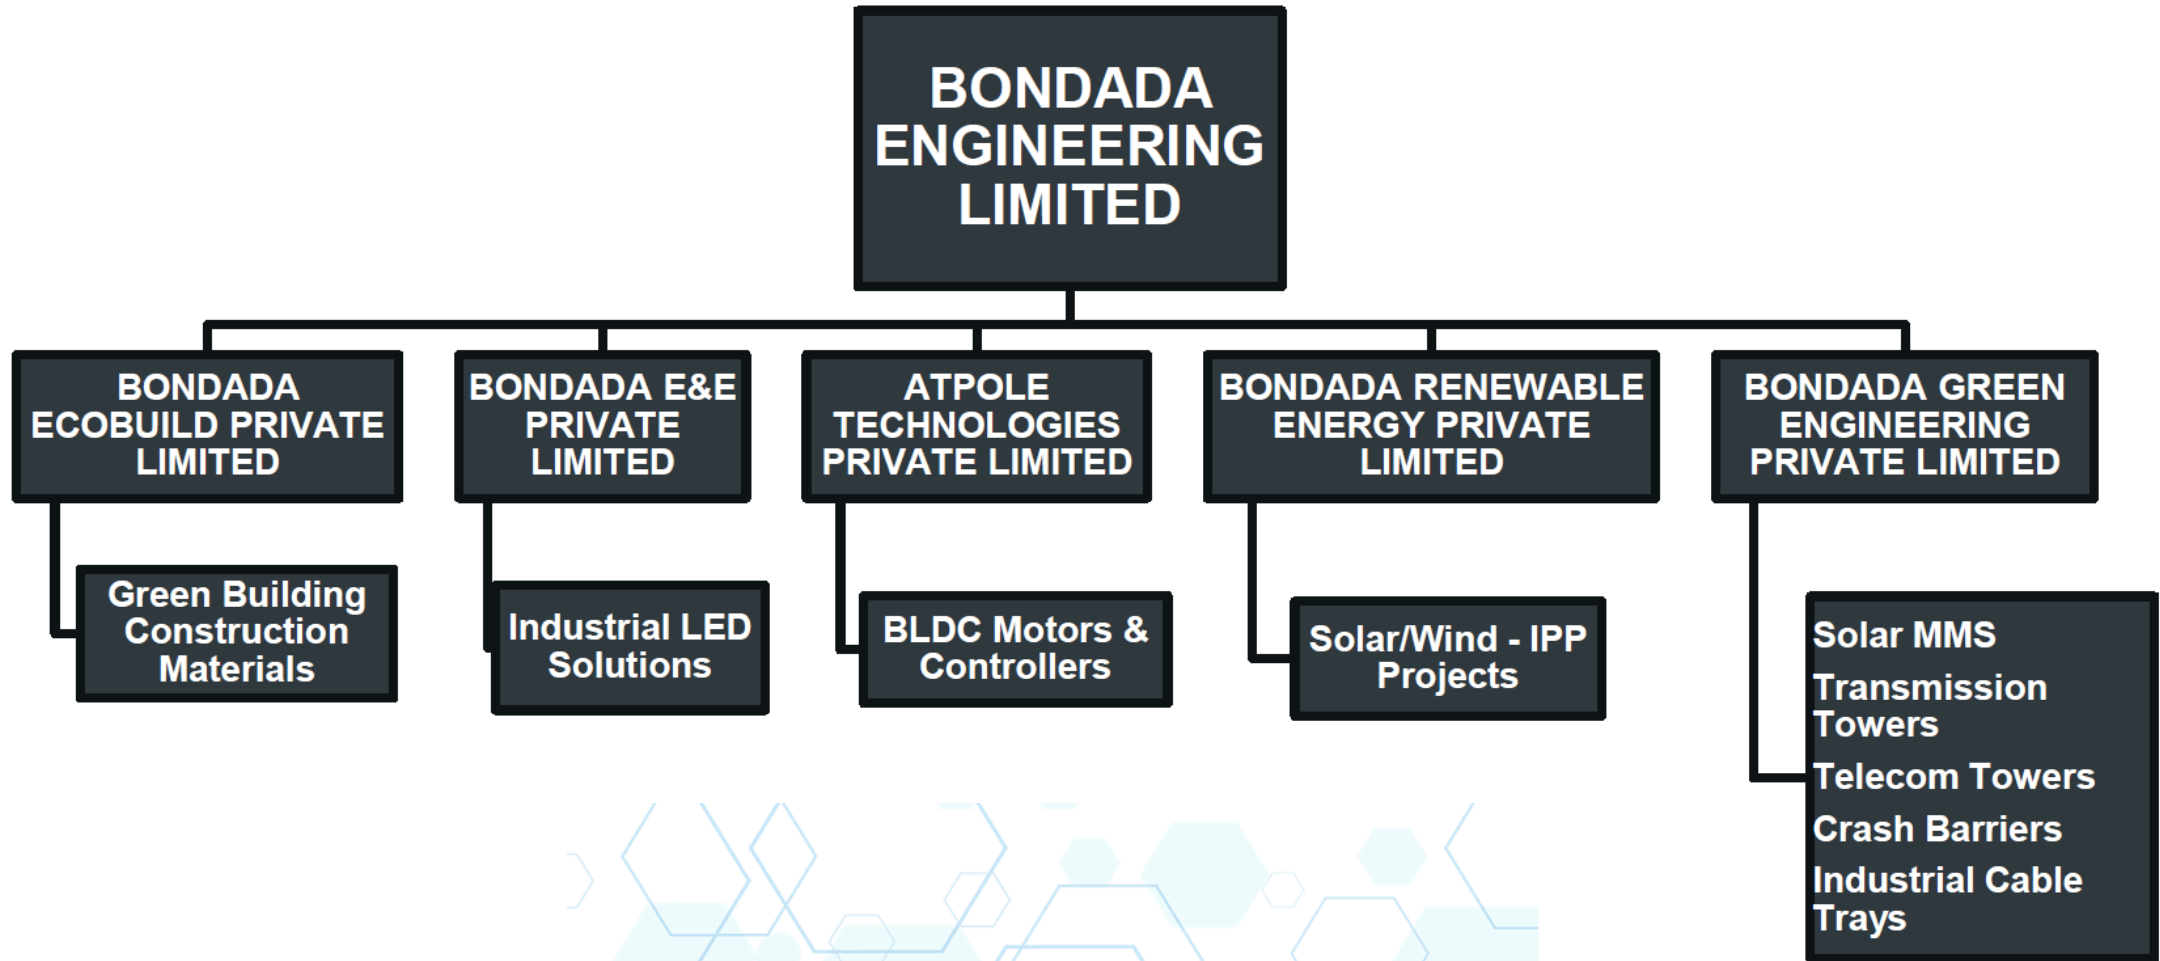 BONDADA
ENGINEERING
LIMITED
BONDADA
ECOBUILD PRIVATE
LIMITED
BONDADA E&E
PRIVATE
LIMITED
ATPOLE
TECHNOLOGIES
PRIVATE LIMITED
BONDADA RENEWABLE
ENERGY PRIVATE
LIMITED
BONDADA GREEN
ENGINEERING
PRIVATE LIMITED
Green Building
Construction
Materials
Industrial LED
Solutions
BLDC Motors &
Controllers
Solar/Wind - IPP
Projects
Solar MMS
Transmission
Towers
Telecom Towers
Crash Barriers
Industrial Cable
Trays